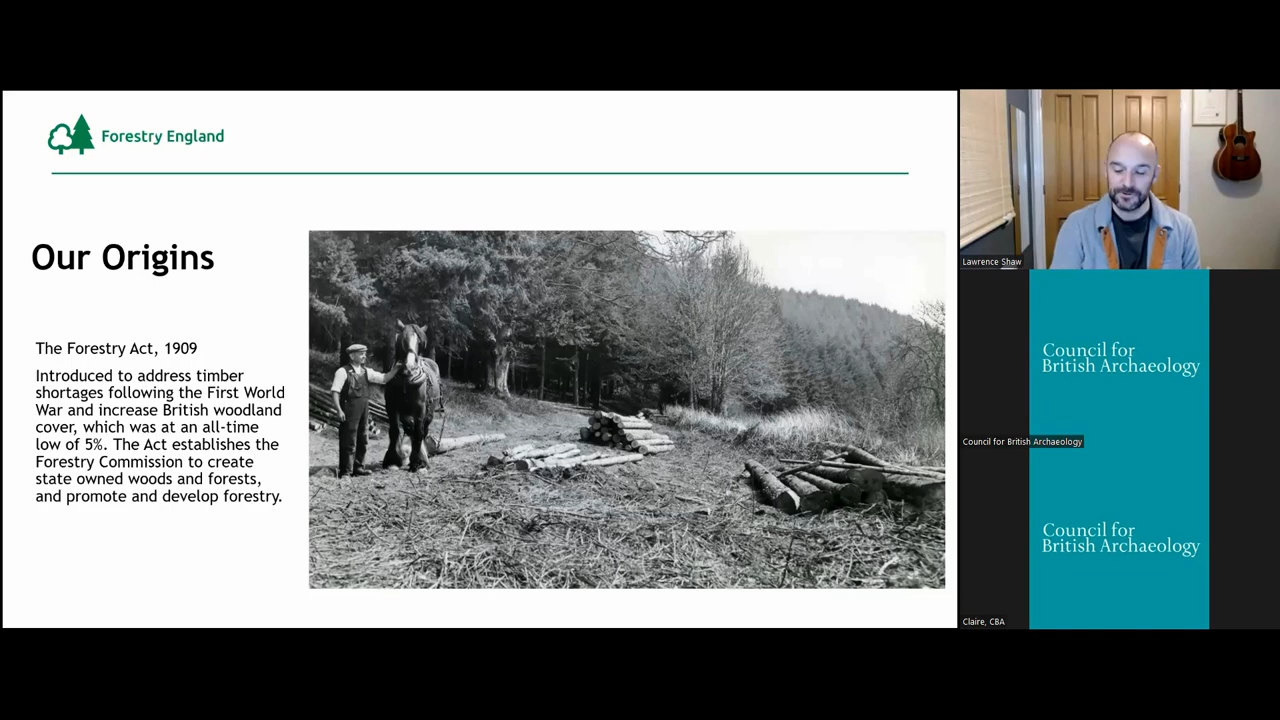 Forestry England
Our Origins
The Forestry Act, 1909
Introduced to address timber
shortages following the First World
War and increase British woodland
cover, which was at an all-time
low of 5%. The Act establishes the
Forestry Commission to create
state owned woods and forests,
and promote and develop forestry.
Lawrence Shaw
Council for
British Archaeology
Council for British Archaeology
Council for
British Archaeology
Claire, CBA